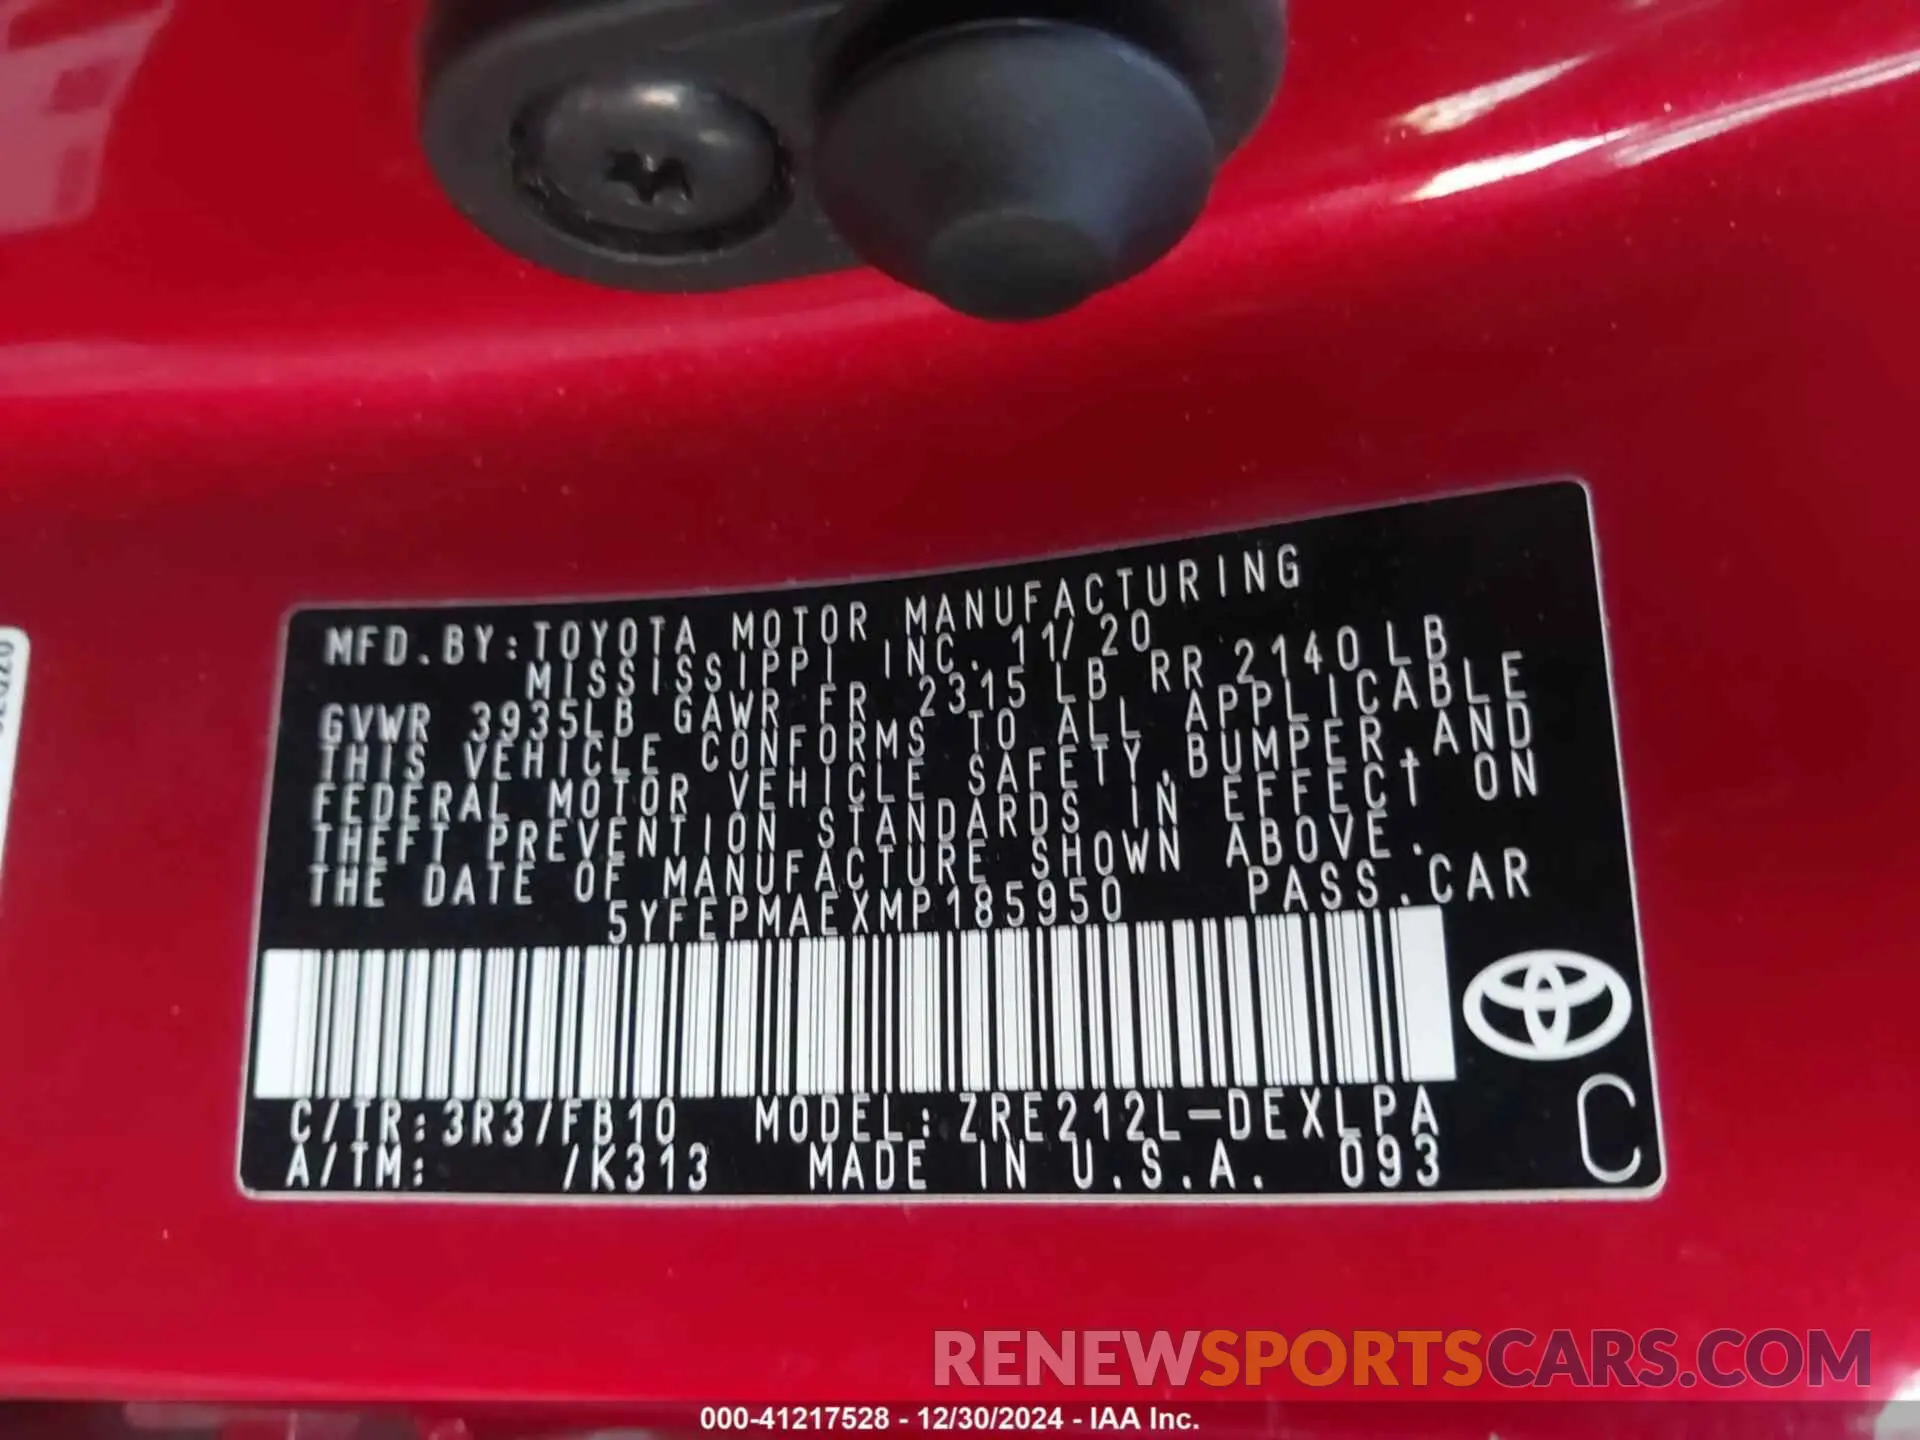 MFD.BY:TOYOTA MOTOR MANUFACTURING
MISSISSIPPI INC. 11/20
GVWR 3935LB GAWR FR 2315 LB RR 2140 LB
THIS VEHICLE CONFORMS TO ALL APPLICABLE
FEDERAL MOTOR VEHICLE SAFETY,BUMPER,AND
THEFT PREVENTION STANDARDS IN EFFECT ON
THE DATE OF MANUFACTURE SHOWN ABOVE.
5YFEPMAEXMP185950 PASS.CAR
C/TR:3R3/FB10 MODEL:ZRE212L-DEXLPA
A/TM: /K313 MADE IN U.S.A. 093
C
RENEWSPORTSCARS.COM
000-41217528 - 12/30/2024 - IAA Inc.